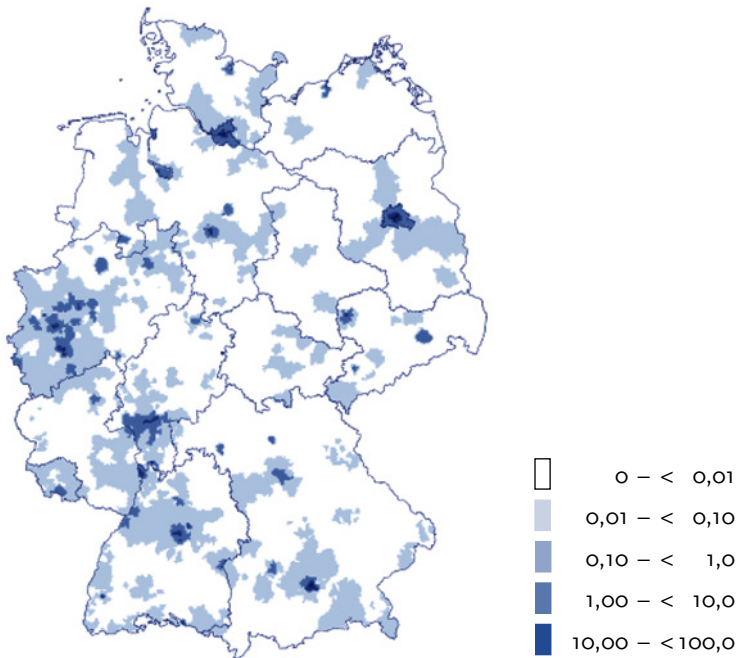 0 – < 0,01
0,01 – < 0,10
0,10 – < 1,0
1,00 – < 10,0
10,00 – <100,0